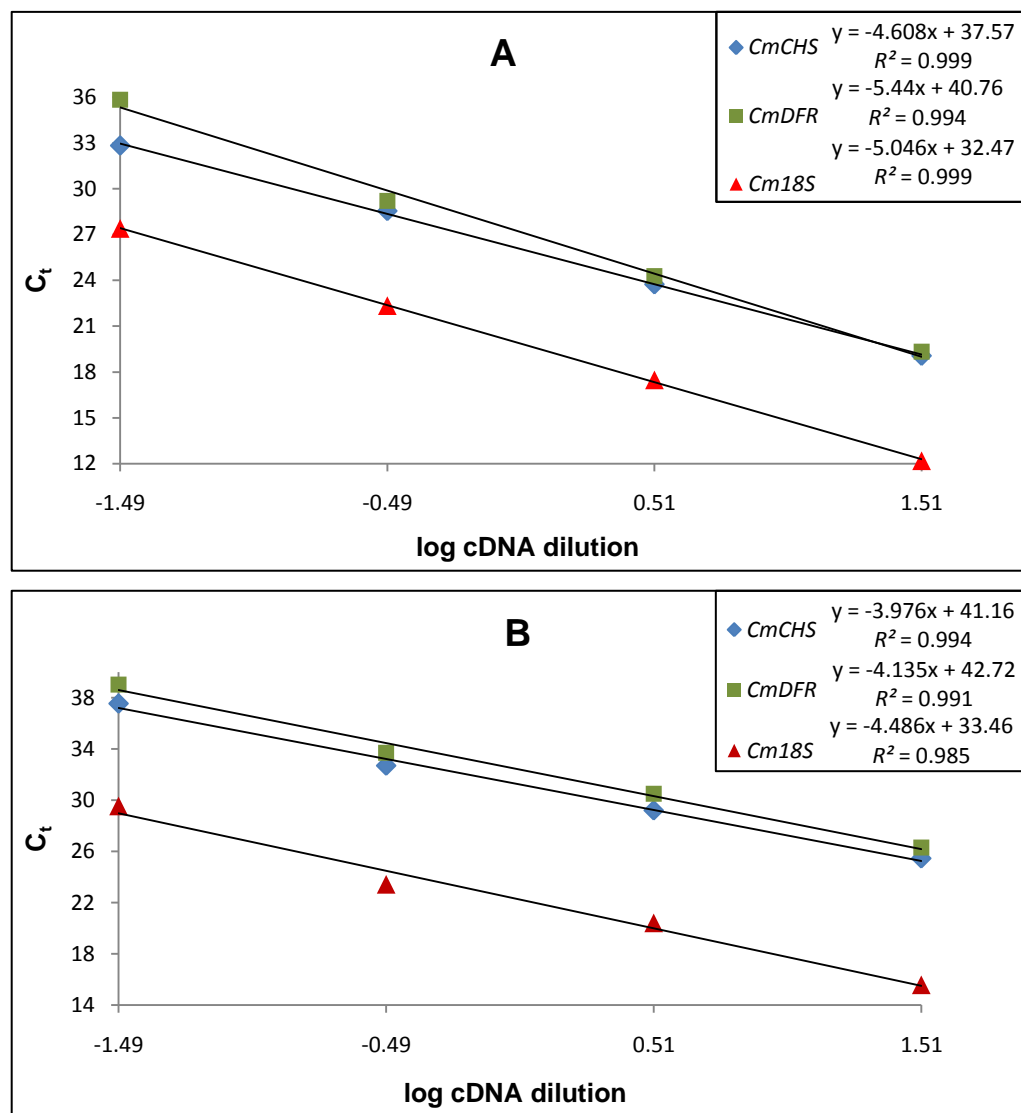 A
CmCHS
y = -4.608x + 37.57
R² = 0.999
CmDFR
y = -5.44x + 40.76
R² = 0.994
Cm18S
y = -5.046x + 32.47
R² = 0.999
36
33
30
27
24
21
18
15
12
Ct
-1.49 -0.49 0.51 1.51
log cDNA dilution
B
CmCHS
y = -3.976x + 41.16
R² = 0.994
CmDFR
y = -4.135x + 42.72
R² = 0.991
Cm18S
y = -4.486x + 33.46
R² = 0.985
38
34
30
26
22
18
14
Ct
-1.49 -0.49 0.51 1.51
log cDNA dilution